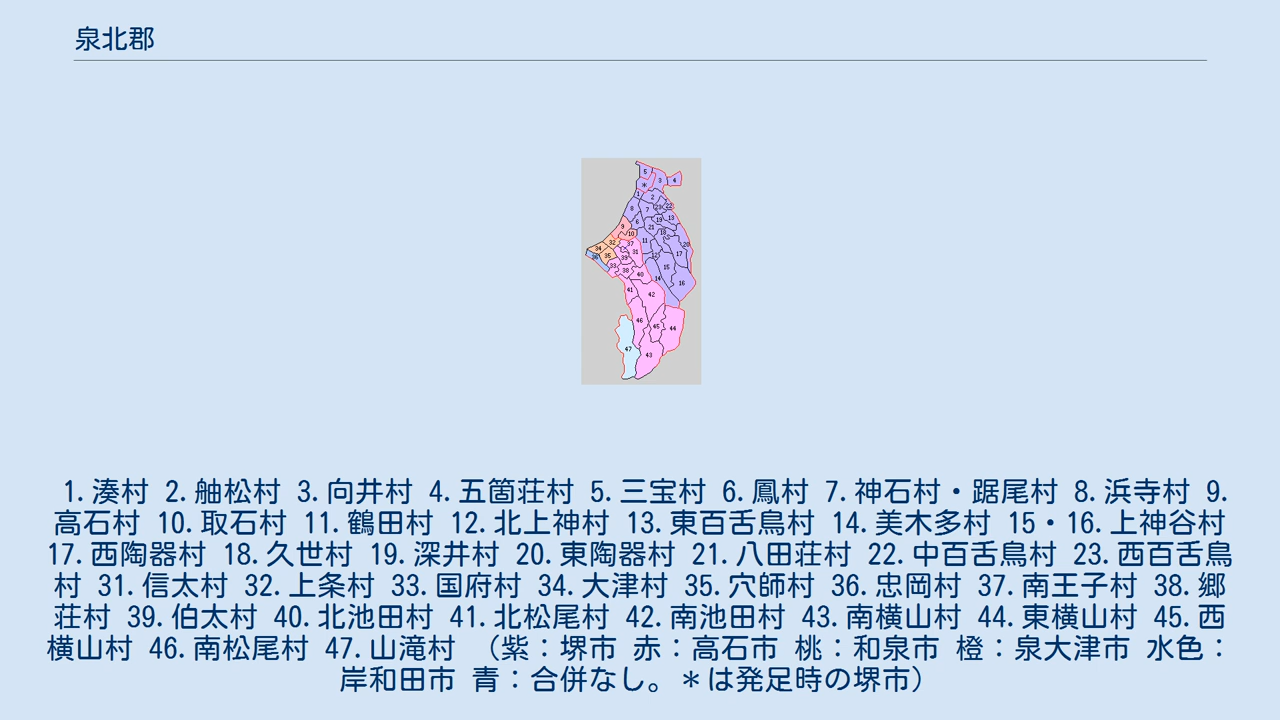 泉北郡
1.湊村 2.舳松村 3.向井村 4.五箇荘村 5.三宝村 6.鳳村 7.神石村・踞尾村 8.浜寺村 9.
高石村 10.取石村 11.鶴田村 12.北上神村 13.東百舌鳥村 14.美木多村 15・16.上神谷村
17.西陶器村 18.久世村 19.深井村 20.東陶器村 21.八田荘村 22.中百舌鳥村 23.西百舌鳥
村 31.信太村 32.上条村 33.国府村 34.大津村 35.穴師村 36.忠岡村 37.南王子村 38.郷
荘村 39.伯太村 40.北池田村 41.北松尾村 42.南池田村 43.南横山村 44.東横山村 45.西
横山村 46.南松尾村 47.山滝村 （紫：堺市 赤：高石市 桃：和泉市 橙：泉大津市 水色：
岸和田市 青：合併なし。＊は発足時の堺市）